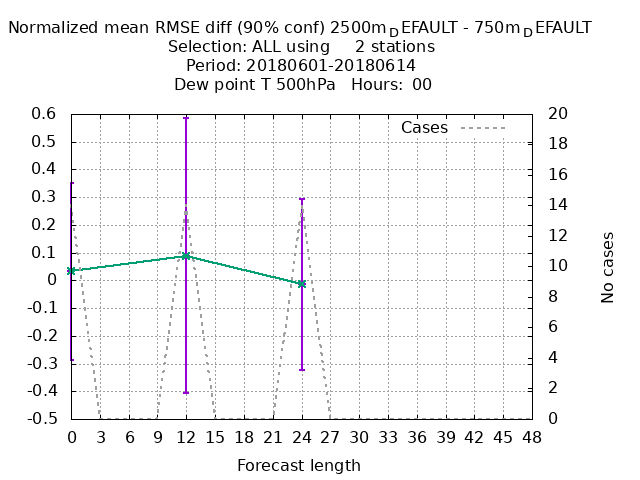 Normalized mean RMSE diff (90% conf) 2500mDEFAULT - 750mDEFAULT
Selection: ALL using 2 stations
Period: 20180601-20180614
Dew point T 500hPa Hours: 00
Cases
0.6
0.5
0.4
0.3
0.2
0.1
0
-0.1
-0.2
-0.3
-0.4
-0.5
20
18
16
14
12
10
8
6
4
2
0
No cases
0 3 6 9 12 15 18 21 24 27 30 33 36 39 42 45 48
Forecast length